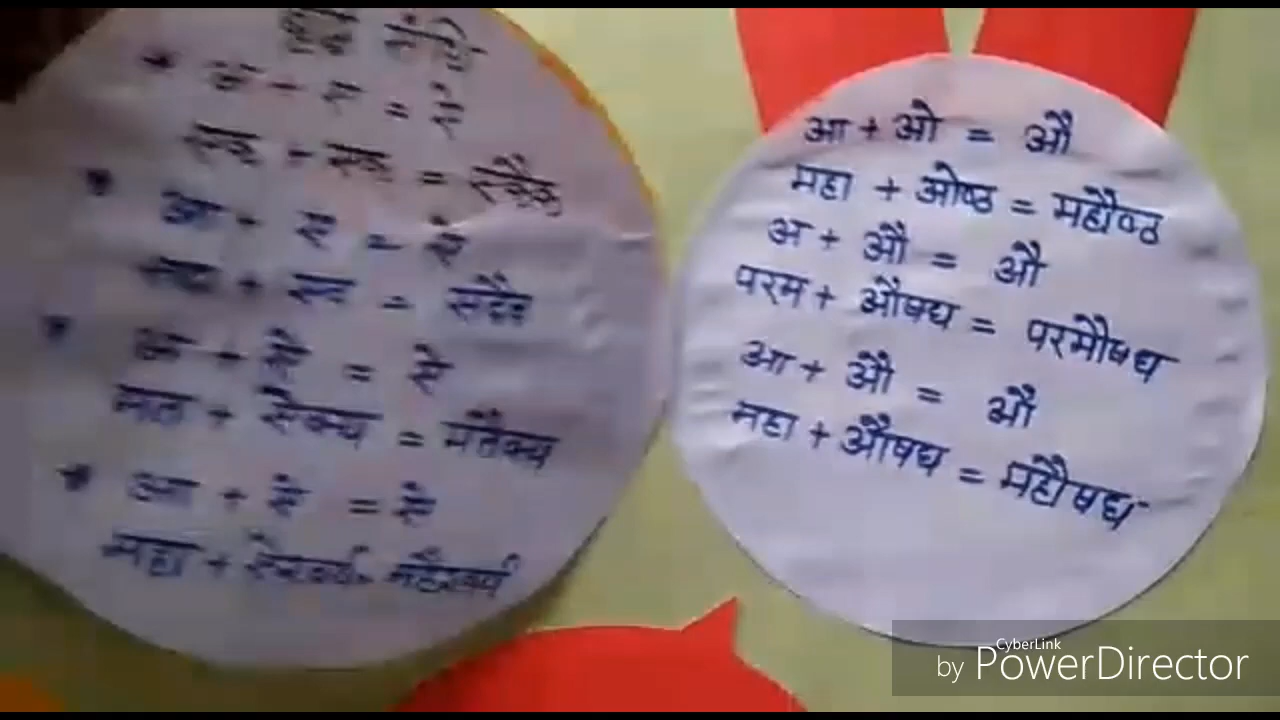 वृद्धि संधि
* अ + ए = ऐ
एक + एक = एकैक
* आ + ए = ऐ
सदा + एव = सदैव
* अ + ऐ = ऐ
मत + ऐक्य = मतैक्य
* आ + ऐ = ऐ
महा + ऐश्वर्य = महैश्वर्य
आ + ओ = औ
महा + ओष्ठ = महौष्ठ
अ + औ = औ
परम + औषध = परमौषध
आ + औ = औ
महा + औषध = महौषध
CyberLink
by PowerDirector